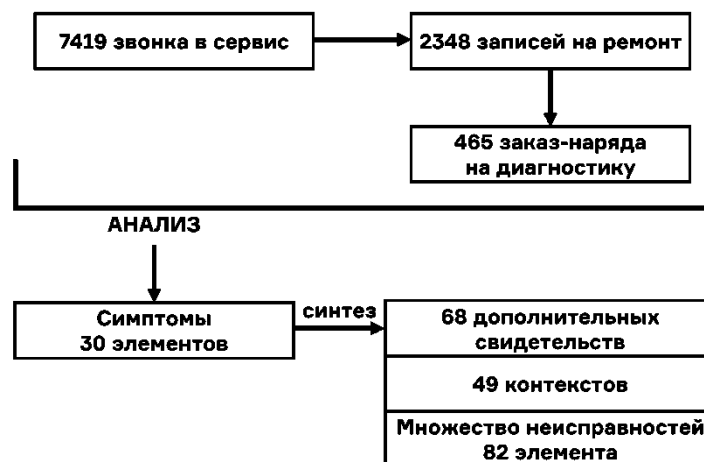 7419 звонка в сервис
2348 записей на ремонт
465 заказ-наряда
на диагностику
АНАЛИЗ
Симптомы
30 элементов
синтез
68 дополнительных
свидетельств
49 контекстов
Множество неисправностей
82 элемента